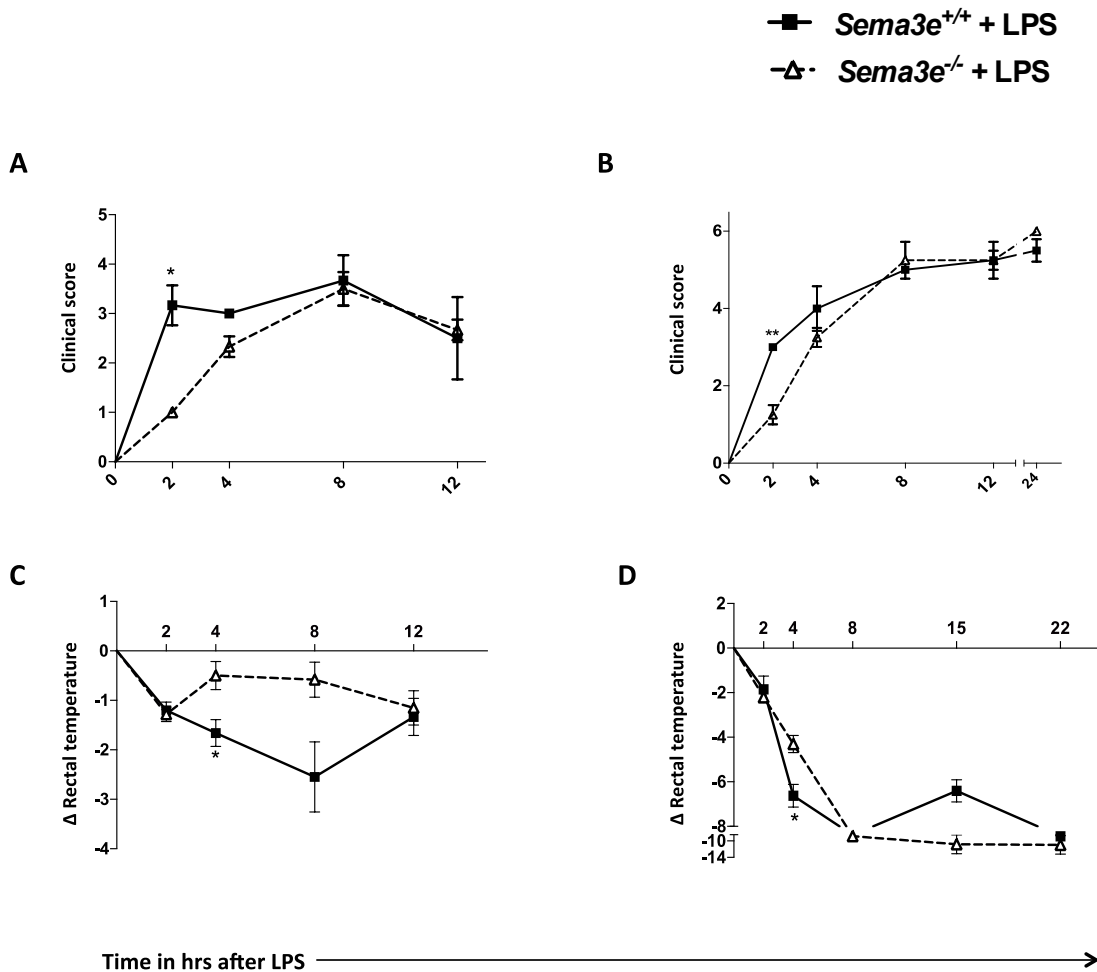 Sema3e+/+ + LPS
Sema3e-/- + LPS
A
5
4
3
2
1
0
Clinical score
*
0 2 4 8 12
B
6
4
2
0
Clinical score
**
0 2 4 8 12 24
C
1
0
-1
-2
-3
-4
Δ Rectal temperature
2 4 8 12
*
D
2
0
-2
-4
-6
-8
-10
-14
Δ Rectal temperature
2 4 8 15 22
*
Time in hrs after LPS